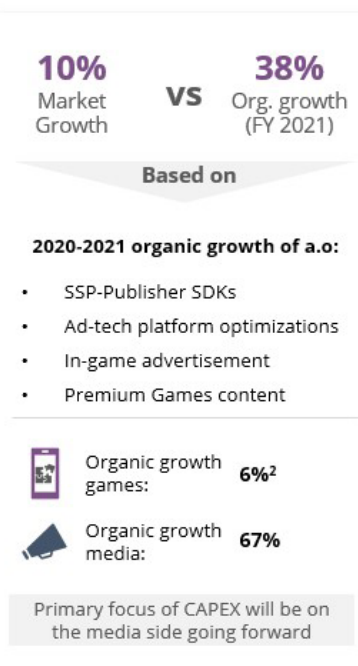 10%
Market
Growth
VS
38%
Org. growth
(FY 2021)
Based on
2020-2021 organic growth of a.o:
• SSP-Publisher SDKs
• Ad-tech platform optimizations
• In-game advertisement
• Premium Games content
Organic growth
games:
6%²
Organic growth
media:
67%
Primary focus of CAPEX will be on
the media side going forward